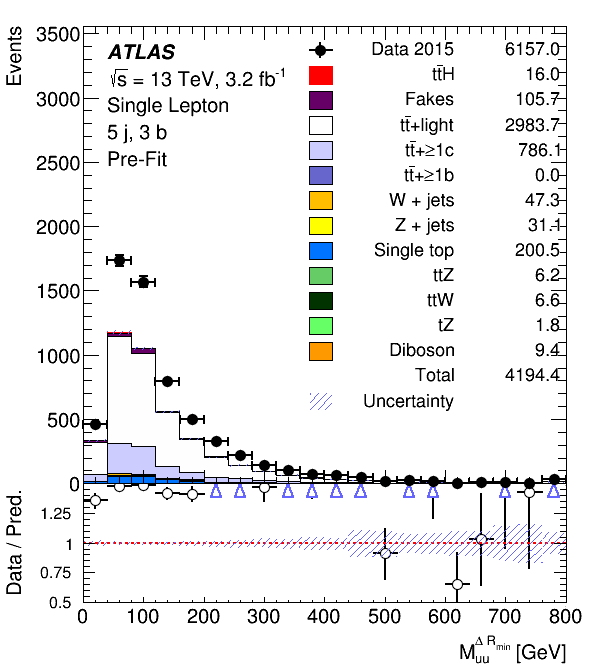 Events
3500
3000
2500
2000
1500
1000
500
0
ATLAS
√s = 13 TeV, 3.2 fb⁻¹
Single Lepton
5 j, 3 b
Pre-Fit
Data 2015 6157.0
tt̄H 16.0
Fakes 105.7
tt̄+light 2983.7
tt̄+≥1c 786.1
tt̄+≥1b 0.0
W + jets 47.3
Z + jets 31.1
Single top 200.5
ttZ 6.2
ttW 6.6
tZ 1.8
Diboson 9.4
Total 4194.4
Uncertainty
Data / Pred.
1.25
1
0.75
0.5
0 100 200 300 400 500 600 700 800
M_uu^Δ R_min [GeV]